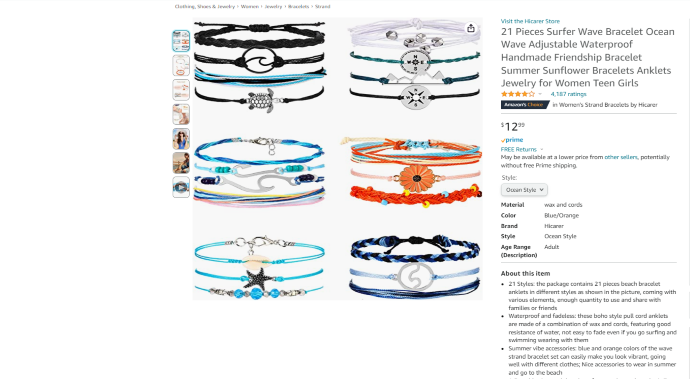 Clothing, Shoes & Jewelry › Women › Jewelry › Bracelets › Strand
Visit the Hicarer Store
21 Pieces Surfer Wave Bracelet Ocean
Wave Adjustable Waterproof
Handmade Friendship Bracelet
Summer Sunflower Bracelets Anklets
Jewelry for Women Teen Girls
4,187 ratings
Amazon's Choice in Women's Strand Bracelets by Hicarer
$12.99
prime
FREE Returns
May be available at a lower price from other sellers, potentially
without free Prime shipping.
Style:
Ocean Style
Material wax and cords
Color Blue/Orange
Brand Hicarer
Style Ocean Style
Age Range Adult
(Description)
About this item
• 21 Styles: the package contains 21 pieces beach bracelet
anklets in different styles as shown in the picture, coming with
various elements, enough quantity to use and share with
families or friends
• Waterproof and fadeless: these boho style pull cord anklets
are made of a combination of wax and cords, featuring good
resistance of water, not easy to fade even if you go surfing and
swimming wearing with them
• Summer vibe accessories: blue and orange colors of the wave
strand bracelet set can easily make you look vibrant, going
well with different clothes; Nice accessories to wear in summer
and go to the beach